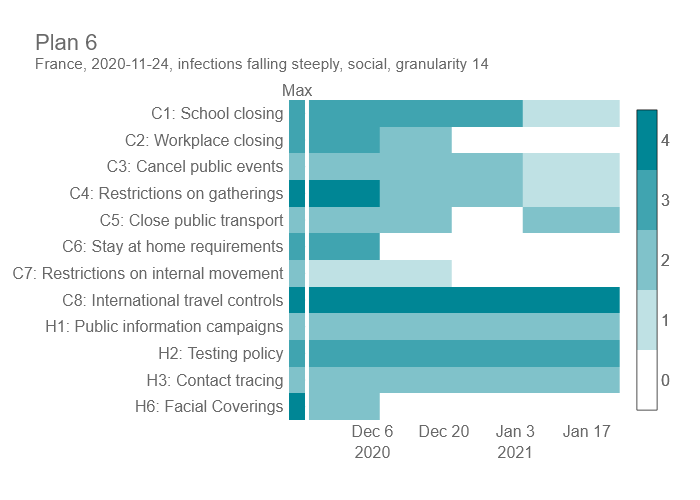 Plan 6
France, 2020-11-24, infections falling steeply, social, granularity 14
Max
C1: School closing
C2: Workplace closing
C3: Cancel public events
C4: Restrictions on gatherings
C5: Close public transport
C6: Stay at home requirements
C7: Restrictions on internal movement
C8: International travel controls
H1: Public information campaigns
H2: Testing policy
H3: Contact tracing
H6: Facial Coverings
Dec 6 Dec 20 Jan 3 Jan 17
2020 2021
4
3
2
1
0